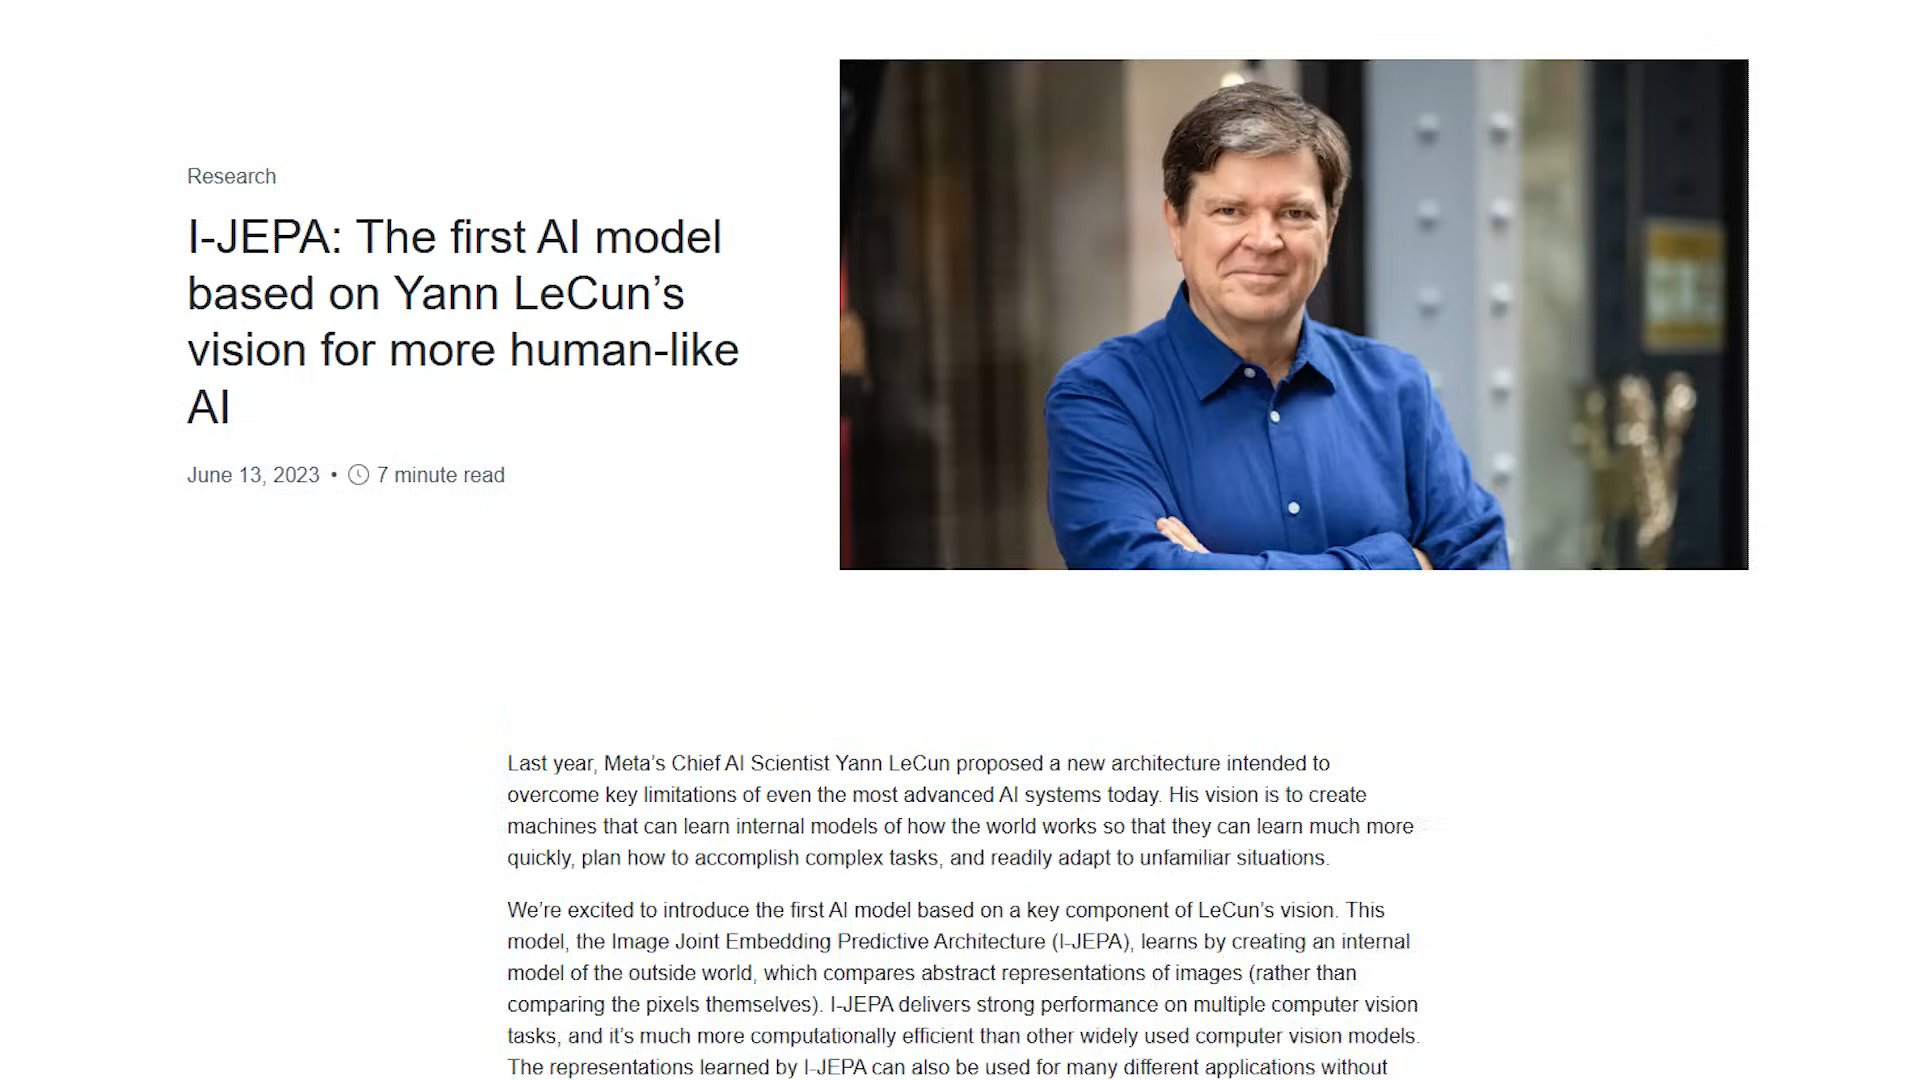 Research
I-JEPA: The first AI model
based on Yann LeCun’s
vision for more human-like
AI
June 13, 2023 • 7 minute read
Last year, Meta’s Chief AI Scientist Yann LeCun proposed a new architecture intended to
overcome key limitations of even the most advanced AI systems today. His vision is to create
machines that can learn internal models of how the world works so that they can learn much more
quickly, plan how to accomplish complex tasks, and readily adapt to unfamiliar situations.
We’re excited to introduce the first AI model based on a key component of LeCun’s vision. This
model, the Image Joint Embedding Predictive Architecture (I-JEPA), learns by creating an internal
model of the outside world, which compares abstract representations of images (rather than
comparing the pixels themselves). I-JEPA delivers strong performance on multiple computer vision
tasks, and it’s much more computationally efficient than other widely used computer vision models.
The representations learned by I-JEPA can also be used for many different applications without